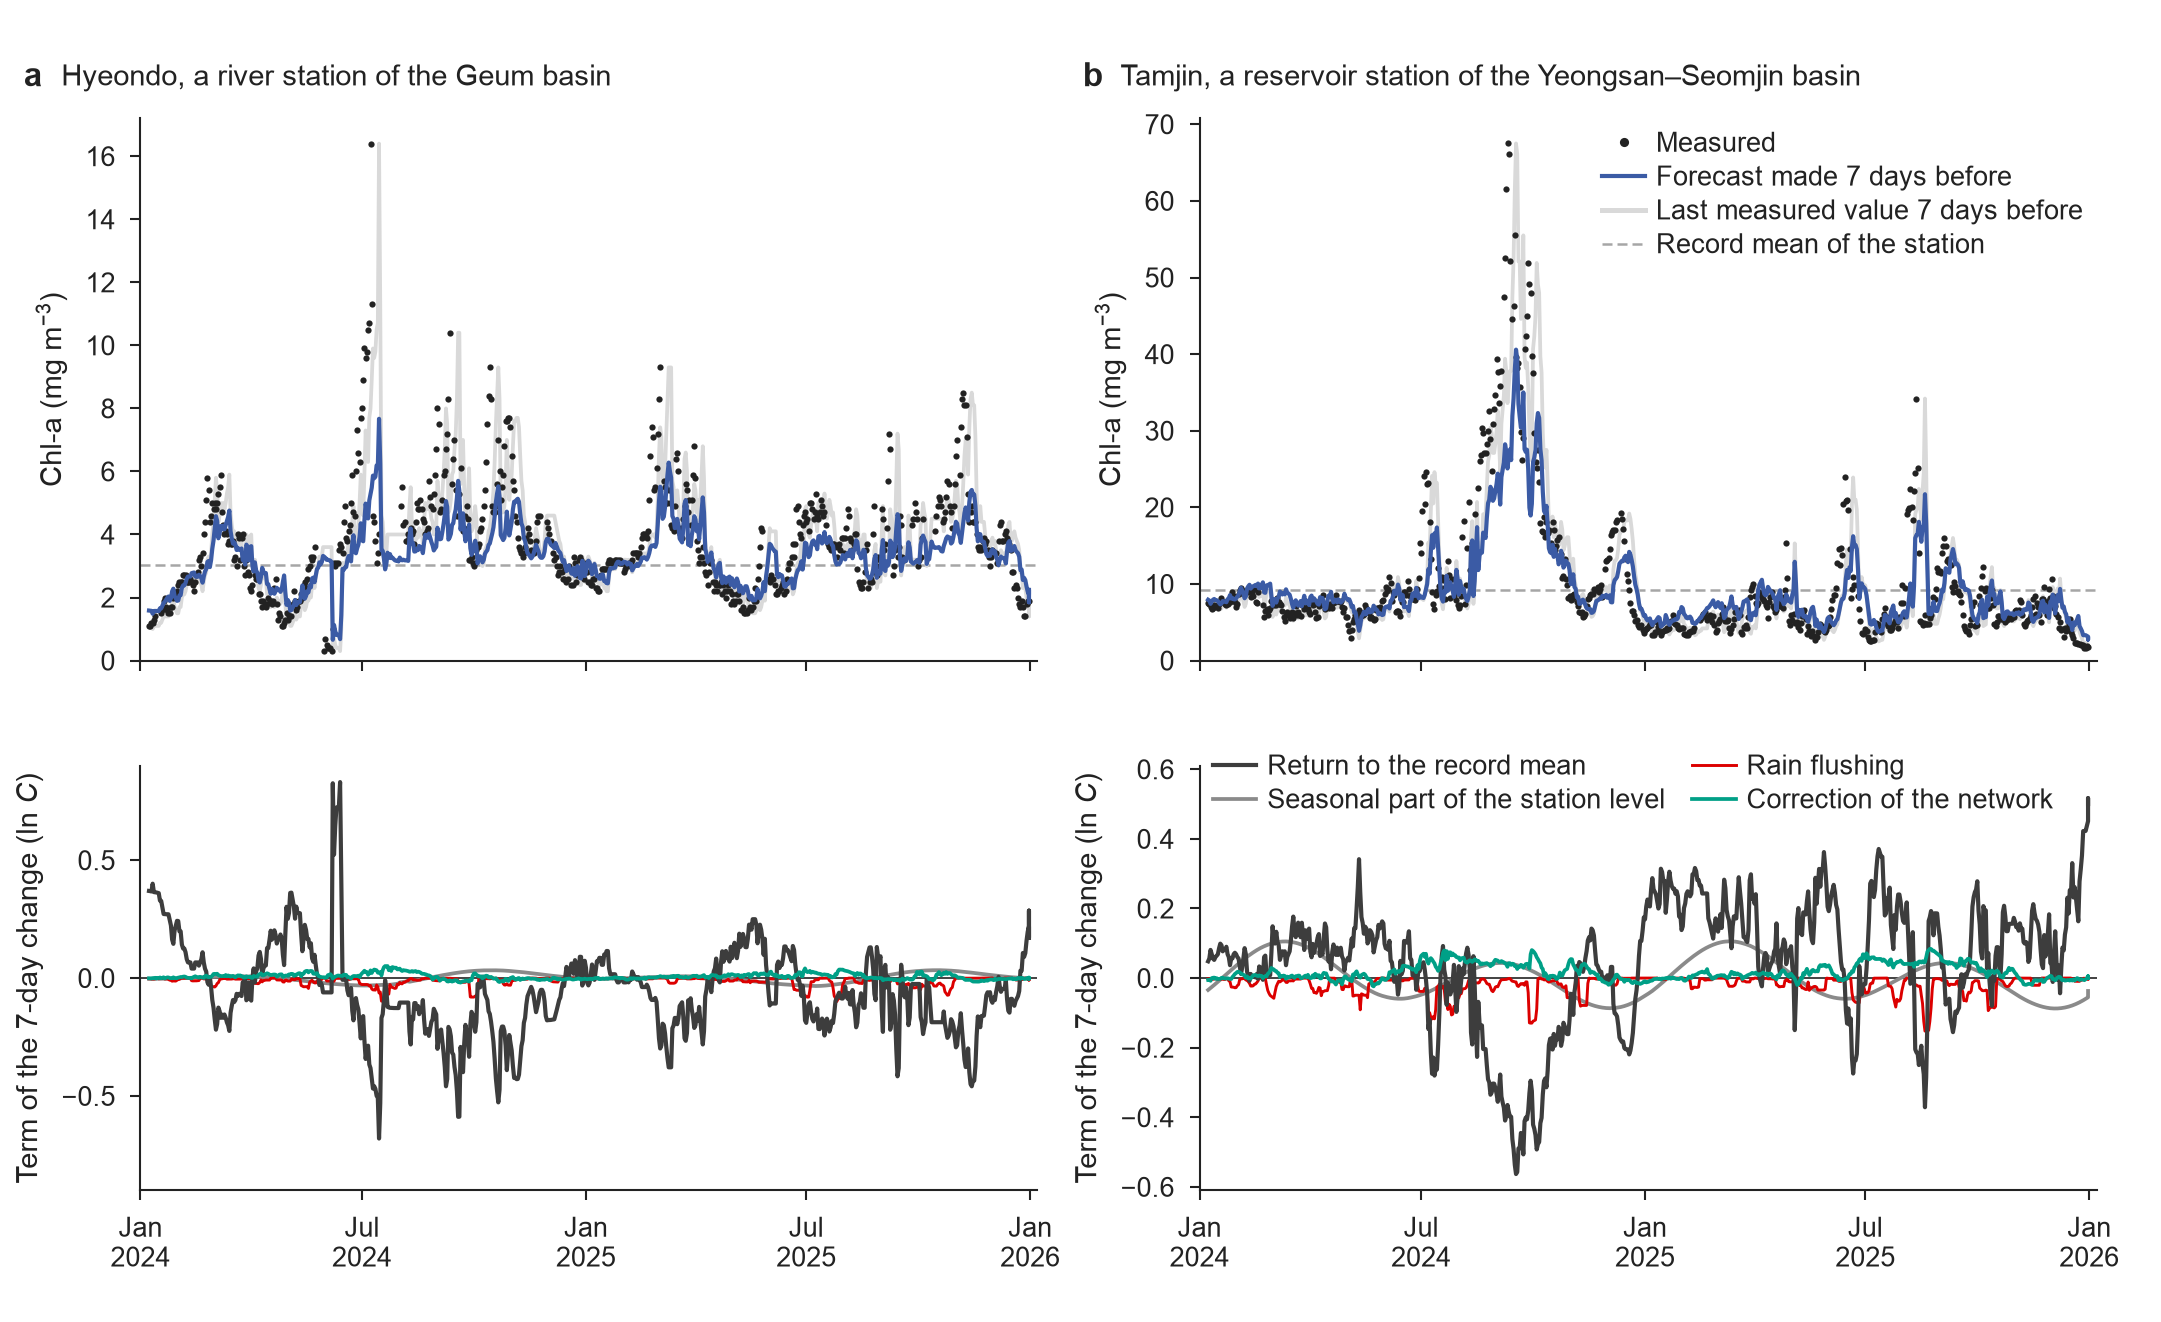 a Hyeondo, a river station of the Geum basin
b Tamjin, a reservoir station of the Yeongsan–Seomjin basin
Chl-a (mg m⁻³)
16
14
12
10
8
6
4
2
0
Chl-a (mg m⁻³)
70
60
50
40
30
20
10
0
Measured
Forecast made 7 days before
Last measured value 7 days before
Record mean of the station
Term of the 7-day change (ln C)
0.5
0.0
−0.5
Jan 2024
Jul 2024
Jan 2025
Jul 2025
Jan 2026
Term of the 7-day change (ln C)
0.6
0.4
0.2
0.0
−0.2
−0.4
−0.6
Return to the record mean
Seasonal part of the station level
Rain flushing
Correction of the network
Jan 2024
Jul 2024
Jan 2025
Jul 2025
Jan 2026